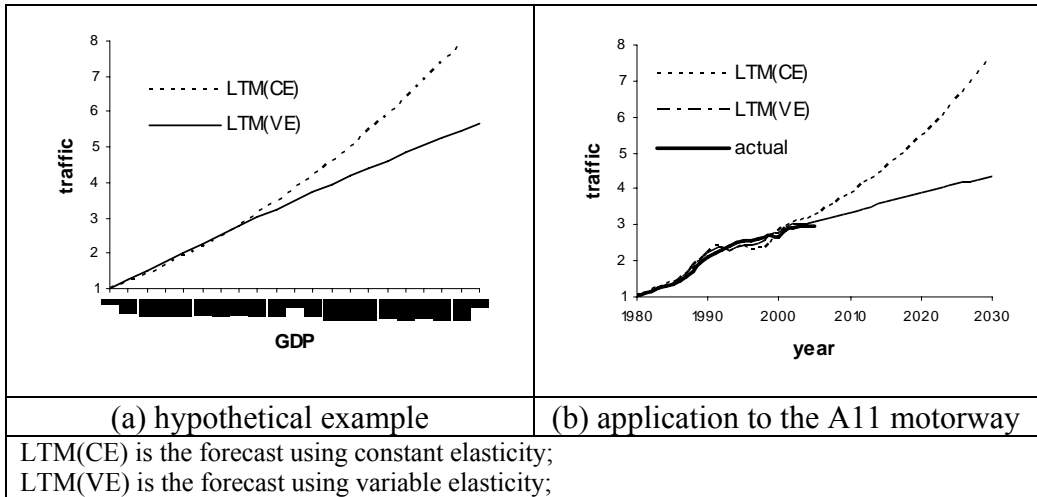 8
7
6
5
4
3
2
1
traffic
LTM(CE)
LTM(VE)
GDP
8
7
6
5
4
3
2
1
traffic
LTM(CE)
LTM(VE)
actual
1980 1990 2000 2010 2020 2030
year
(a) hypothetical example
(b) application to the A11 motorway
LTM(CE) is the forecast using constant elasticity;
LTM(VE) is the forecast using variable elasticity;